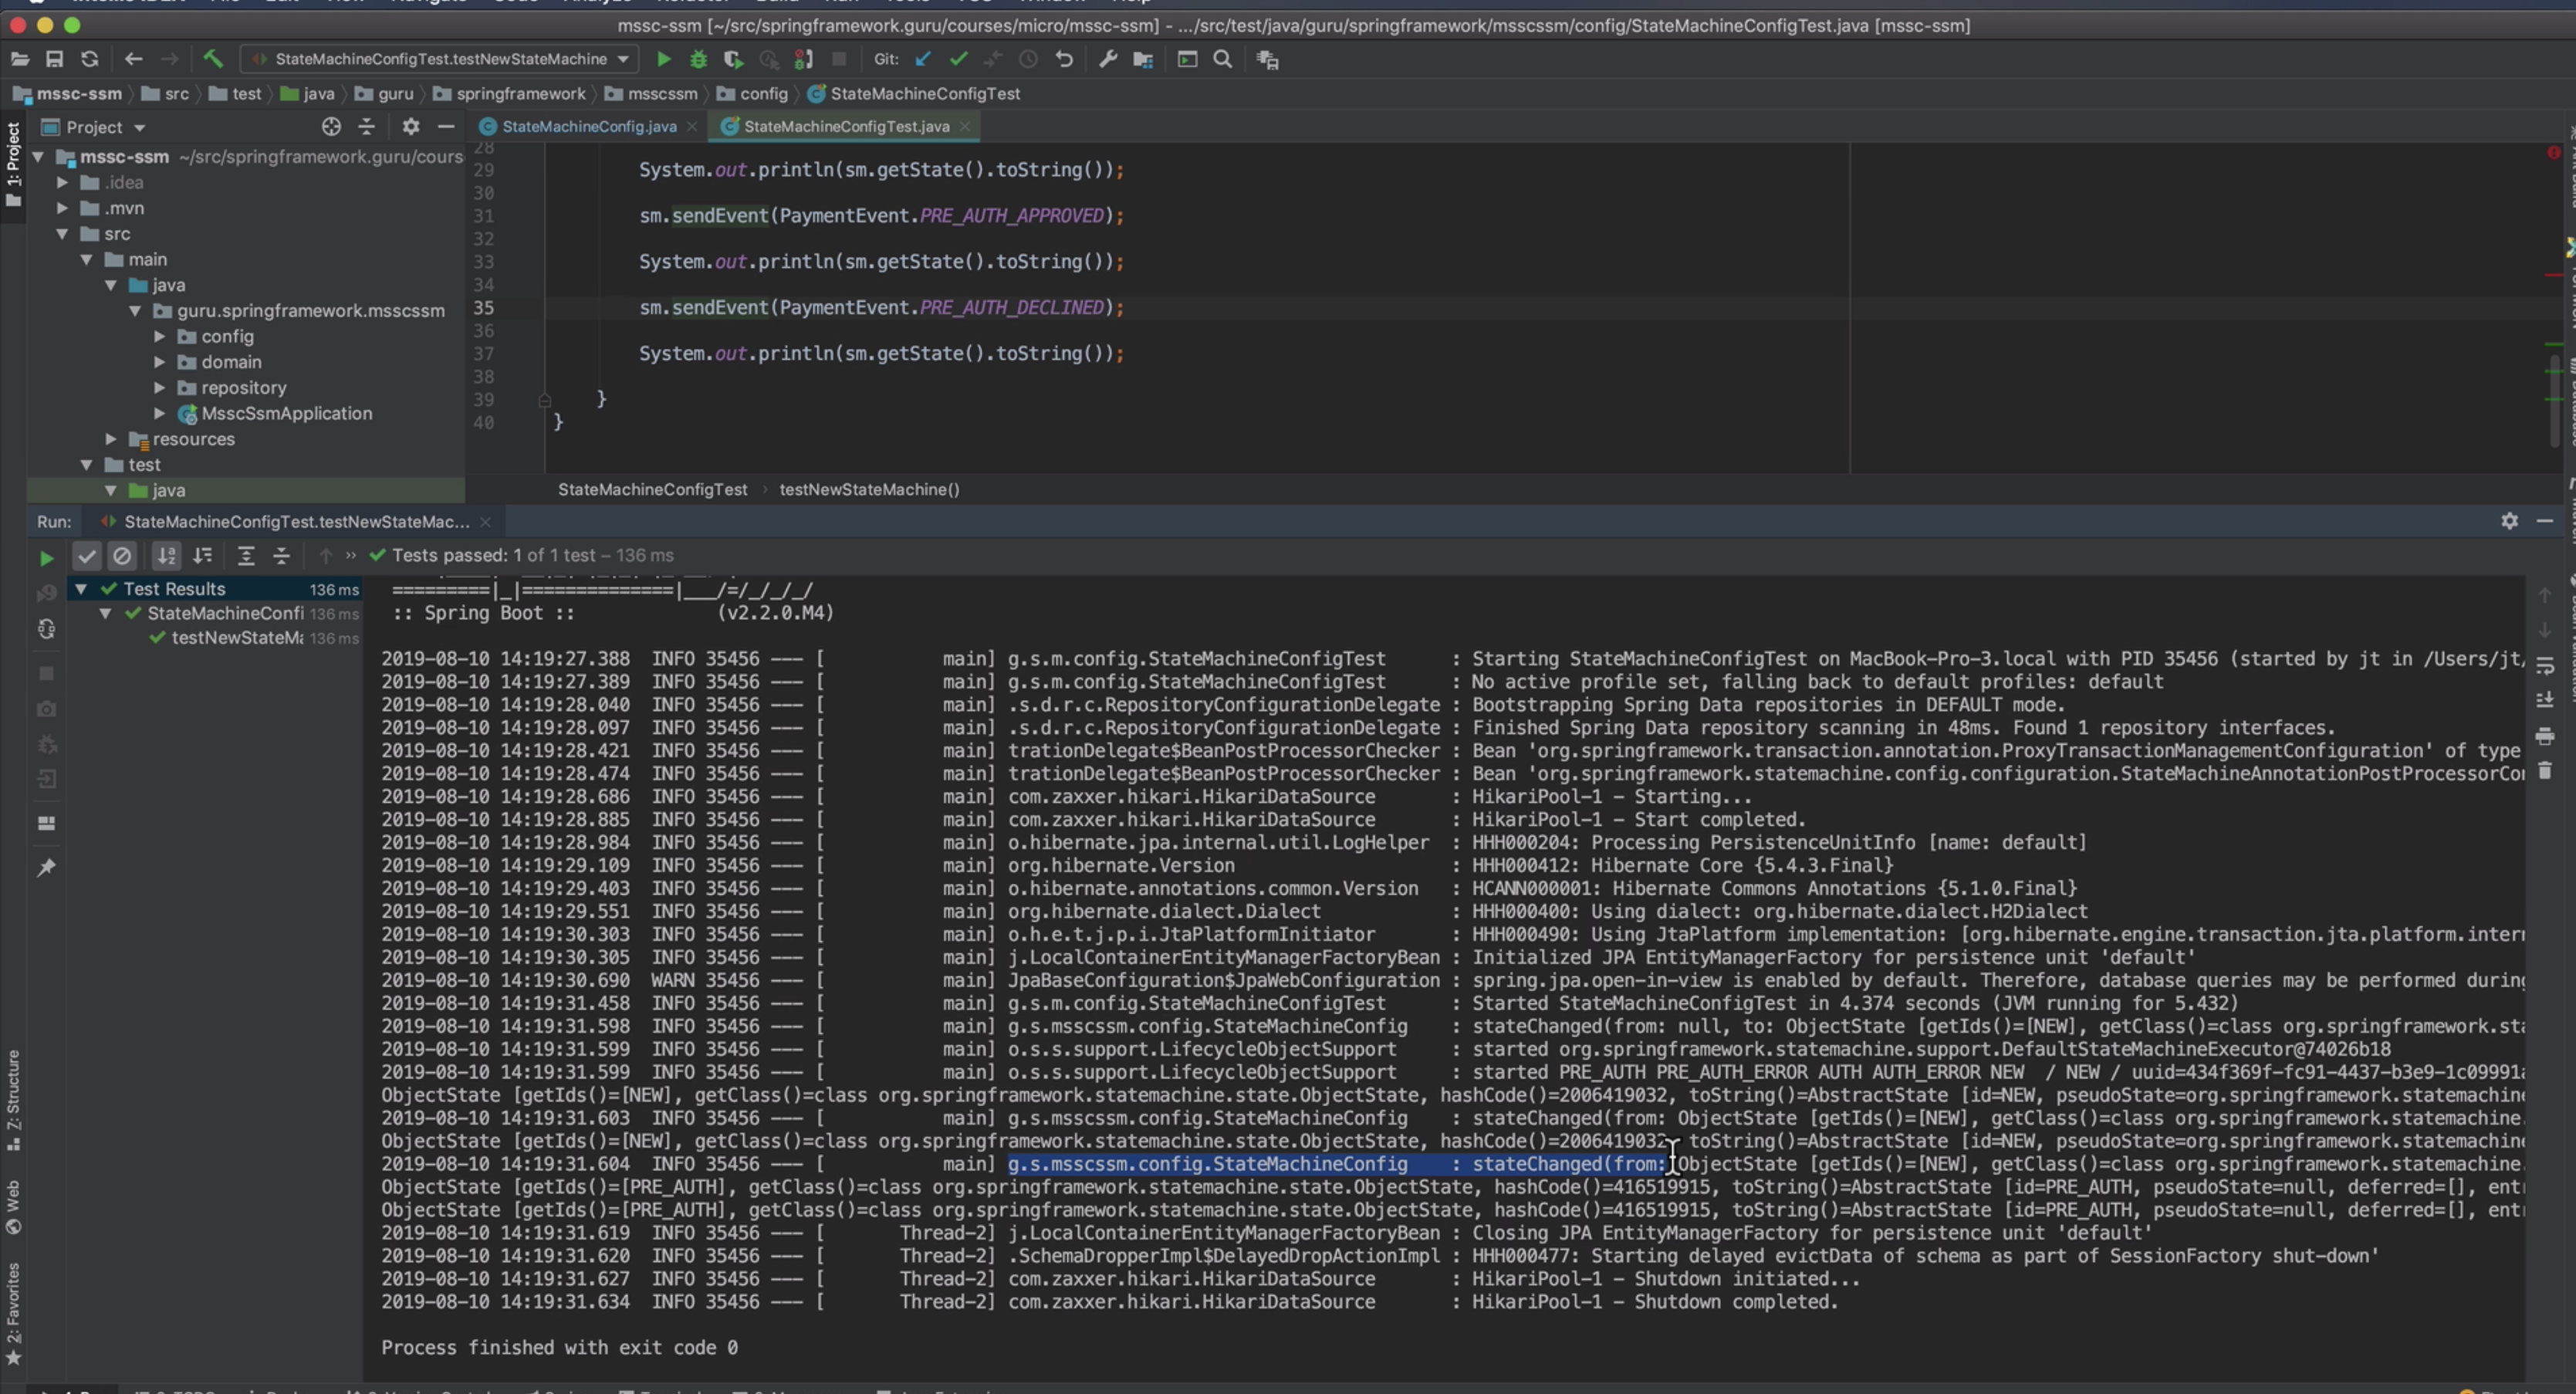 mssc-ssm [~/src/springframework.guru/courses/micro/mssc-ssm] - .../src/test/java/guru/springframework/msscssm/config/StateMachineConfigTest.java [mssc-ssm]
StateMachineConfigTest.testNewStateMachine
Git:
mssc-ssm
src
test
java
guru
springframework
msscssm
config
StateMachineConfigTest
Project
StateMachineConfig.java
StateMachineConfigTest.java
1: Project
mssc-ssm ~/src/springframework.guru/cours
.idea
.mvn
src
main
java
guru.springframework.msscssm
config
domain
repository
MsscSsmApplication
resources
test
java
28
29 System.out.println(sm.getState().toString());
30
31 sm.sendEvent(PaymentEvent.PRE_AUTH_APPROVED);
32
33 System.out.println(sm.getState().toString());
34
35 sm.sendEvent(PaymentEvent.PRE_AUTH_DECLINED);
36
37 System.out.println(sm.getState().toString());
38
39 }
40 }
StateMachineConfigTest
testNewStateMachine()
Run:
StateMachineConfigTest.testNewStateMac...
Tests passed: 1 of 1 test – 136 ms
Test Results 136 ms
StateMachineConfi 136 ms
testNewStateMa 136 ms
=========|_|==============|___/=/_/_/_/
:: Spring Boot :: (v2.2.0.M4)
2019-08-10 14:19:27.388 INFO 35456 --- [ main] g.s.m.config.StateMachineConfigTest : Starting StateMachineConfigTest on MacBook-Pro-3.local with PID 35456 (started by jt in /Users/jt/
2019-08-10 14:19:27.389 INFO 35456 --- [ main] g.s.m.config.StateMachineConfigTest : No active profile set, falling back to default profiles: default
2019-08-10 14:19:28.040 INFO 35456 --- [ main] .s.d.r.c.RepositoryConfigurationDelegate : Bootstrapping Spring Data repositories in DEFAULT mode.
2019-08-10 14:19:28.097 INFO 35456 --- [ main] .s.d.r.c.RepositoryConfigurationDelegate : Finished Spring Data repository scanning in 48ms. Found 1 repository interfaces.
2019-08-10 14:19:28.421 INFO 35456 --- [ main] trationDelegate$BeanPostProcessorChecker : Bean 'org.springframework.transaction.annotation.ProxyTransactionManagementConfiguration' of type
2019-08-10 14:19:28.474 INFO 35456 --- [ main] trationDelegate$BeanPostProcessorChecker : Bean 'org.springframework.statemachine.config.configuration.StateMachineAnnotationPostProcessorCon
2019-08-10 14:19:28.686 INFO 35456 --- [ main] com.zaxxer.hikari.HikariDataSource : HikariPool-1 - Starting...
2019-08-10 14:19:28.885 INFO 35456 --- [ main] com.zaxxer.hikari.HikariDataSource : HikariPool-1 - Start completed.
2019-08-10 14:19:28.984 INFO 35456 --- [ main] o.hibernate.jpa.internal.util.LogHelper : HHH000204: Processing PersistenceUnitInfo [name: default]
2019-08-10 14:19:29.109 INFO 35456 --- [ main] org.hibernate.Version : HHH000412: Hibernate Core {5.4.3.Final}
2019-08-10 14:19:29.403 INFO 35456 --- [ main] o.hibernate.annotations.common.Version : HCANN000001: Hibernate Commons Annotations {5.1.0.Final}
2019-08-10 14:19:29.551 INFO 35456 --- [ main] org.hibernate.dialect.Dialect : HHH000400: Using dialect: org.hibernate.dialect.H2Dialect
2019-08-10 14:19:30.303 INFO 35456 --- [ main] o.h.e.t.j.p.i.JtaPlatformInitiator : HHH000490: Using JtaPlatform implementation: [org.hibernate.engine.transaction.jta.platform.intern
2019-08-10 14:19:30.305 INFO 35456 --- [ main] j.LocalContainerEntityManagerFactoryBean : Initialized JPA EntityManagerFactory for persistence unit 'default'
2019-08-10 14:19:30.690 WARN 35456 --- [ main] JpaBaseConfiguration$JpaWebConfiguration : spring.jpa.open-in-view is enabled by default. Therefore, database queries may be performed during
2019-08-10 14:19:31.458 INFO 35456 --- [ main] g.s.m.config.StateMachineConfigTest : Started StateMachineConfigTest in 4.374 seconds (JVM running for 5.432)
2019-08-10 14:19:31.598 INFO 35456 --- [ main] g.s.msscssm.config.StateMachineConfig : stateChanged(from: null, to: ObjectState [getIds()=[NEW], getClass()=class org.springframework.sta
2019-08-10 14:19:31.599 INFO 35456 --- [ main] o.s.s.support.LifecycleObjectSupport : started org.springframework.statemachine.support.DefaultStateMachineExecutor@74026b18
2019-08-10 14:19:31.599 INFO 35456 --- [ main] o.s.s.support.LifecycleObjectSupport : started PRE_AUTH PRE_AUTH_ERROR AUTH AUTH_ERROR NEW / NEW / uuid=434f369f-fc91-4437-b3e9-1c09991a
ObjectState [getIds()=[NEW], getClass()=class org.springframework.statemachine.state.ObjectState, hashCode()=2006419032, toString()=AbstractState [id=NEW, pseudoState=org.springframework.statemachine
2019-08-10 14:19:31.603 INFO 35456 --- [ main] g.s.msscssm.config.StateMachineConfig : stateChanged(from: ObjectState [getIds()=[NEW], getClass()=class org.springframework.statemachine.
ObjectState [getIds()=[NEW], getClass()=class org.springframework.statemachine.state.ObjectState, hashCode()=2006419032, toString()=AbstractState [id=NEW, pseudoState=org.springframework.statemachine
2019-08-10 14:19:31.604 INFO 35456 --- [ main] g.s.msscssm.config.StateMachineConfig : stateChanged(from: ObjectState [getIds()=[NEW], getClass()=class org.springframework.statemachine.
ObjectState [getIds()=[PRE_AUTH], getClass()=class org.springframework.statemachine.state.ObjectState, hashCode()=416519915, toString()=AbstractState [id=PRE_AUTH, pseudoState=null, deferred=[], entr
ObjectState [getIds()=[PRE_AUTH], getClass()=class org.springframework.statemachine.state.ObjectState, hashCode()=416519915, toString()=AbstractState [id=PRE_AUTH, pseudoState=null, deferred=[], entr
2019-08-10 14:19:31.619 INFO 35456 --- [ Thread-2] j.LocalContainerEntityManagerFactoryBean : Closing JPA EntityManagerFactory for persistence unit 'default'
2019-08-10 14:19:31.620 INFO 35456 --- [ Thread-2] .SchemaDropperImpl$DelayedDropActionImpl : HHH000477: Starting delayed evictData of schema as part of SessionFactory shut-down'
2019-08-10 14:19:31.627 INFO 35456 --- [ Thread-2] com.zaxxer.hikari.HikariDataSource : HikariPool-1 - Shutdown initiated...
2019-08-10 14:19:31.634 INFO 35456 --- [ Thread-2] com.zaxxer.hikari.HikariDataSource : HikariPool-1 - Shutdown completed.
Process finished with exit code 0
Z: Structure
Web
2: Favorites